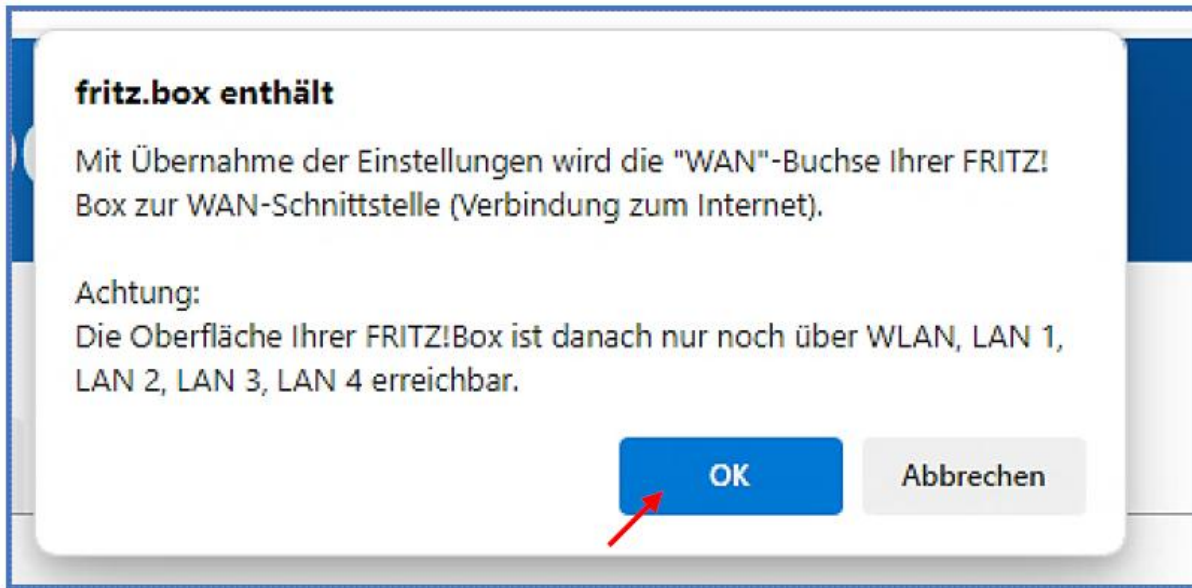 fritz.box enthält
Mit Übernahme der Einstellungen wird die "WAN"-Buchse Ihrer FRITZ!
Box zur WAN-Schnittstelle (Verbindung zum Internet).
Achtung:
Die Oberfläche Ihrer FRITZ!Box ist danach nur noch über WLAN, LAN 1,
LAN 2, LAN 3, LAN 4 erreichbar.
OK Abbrechen